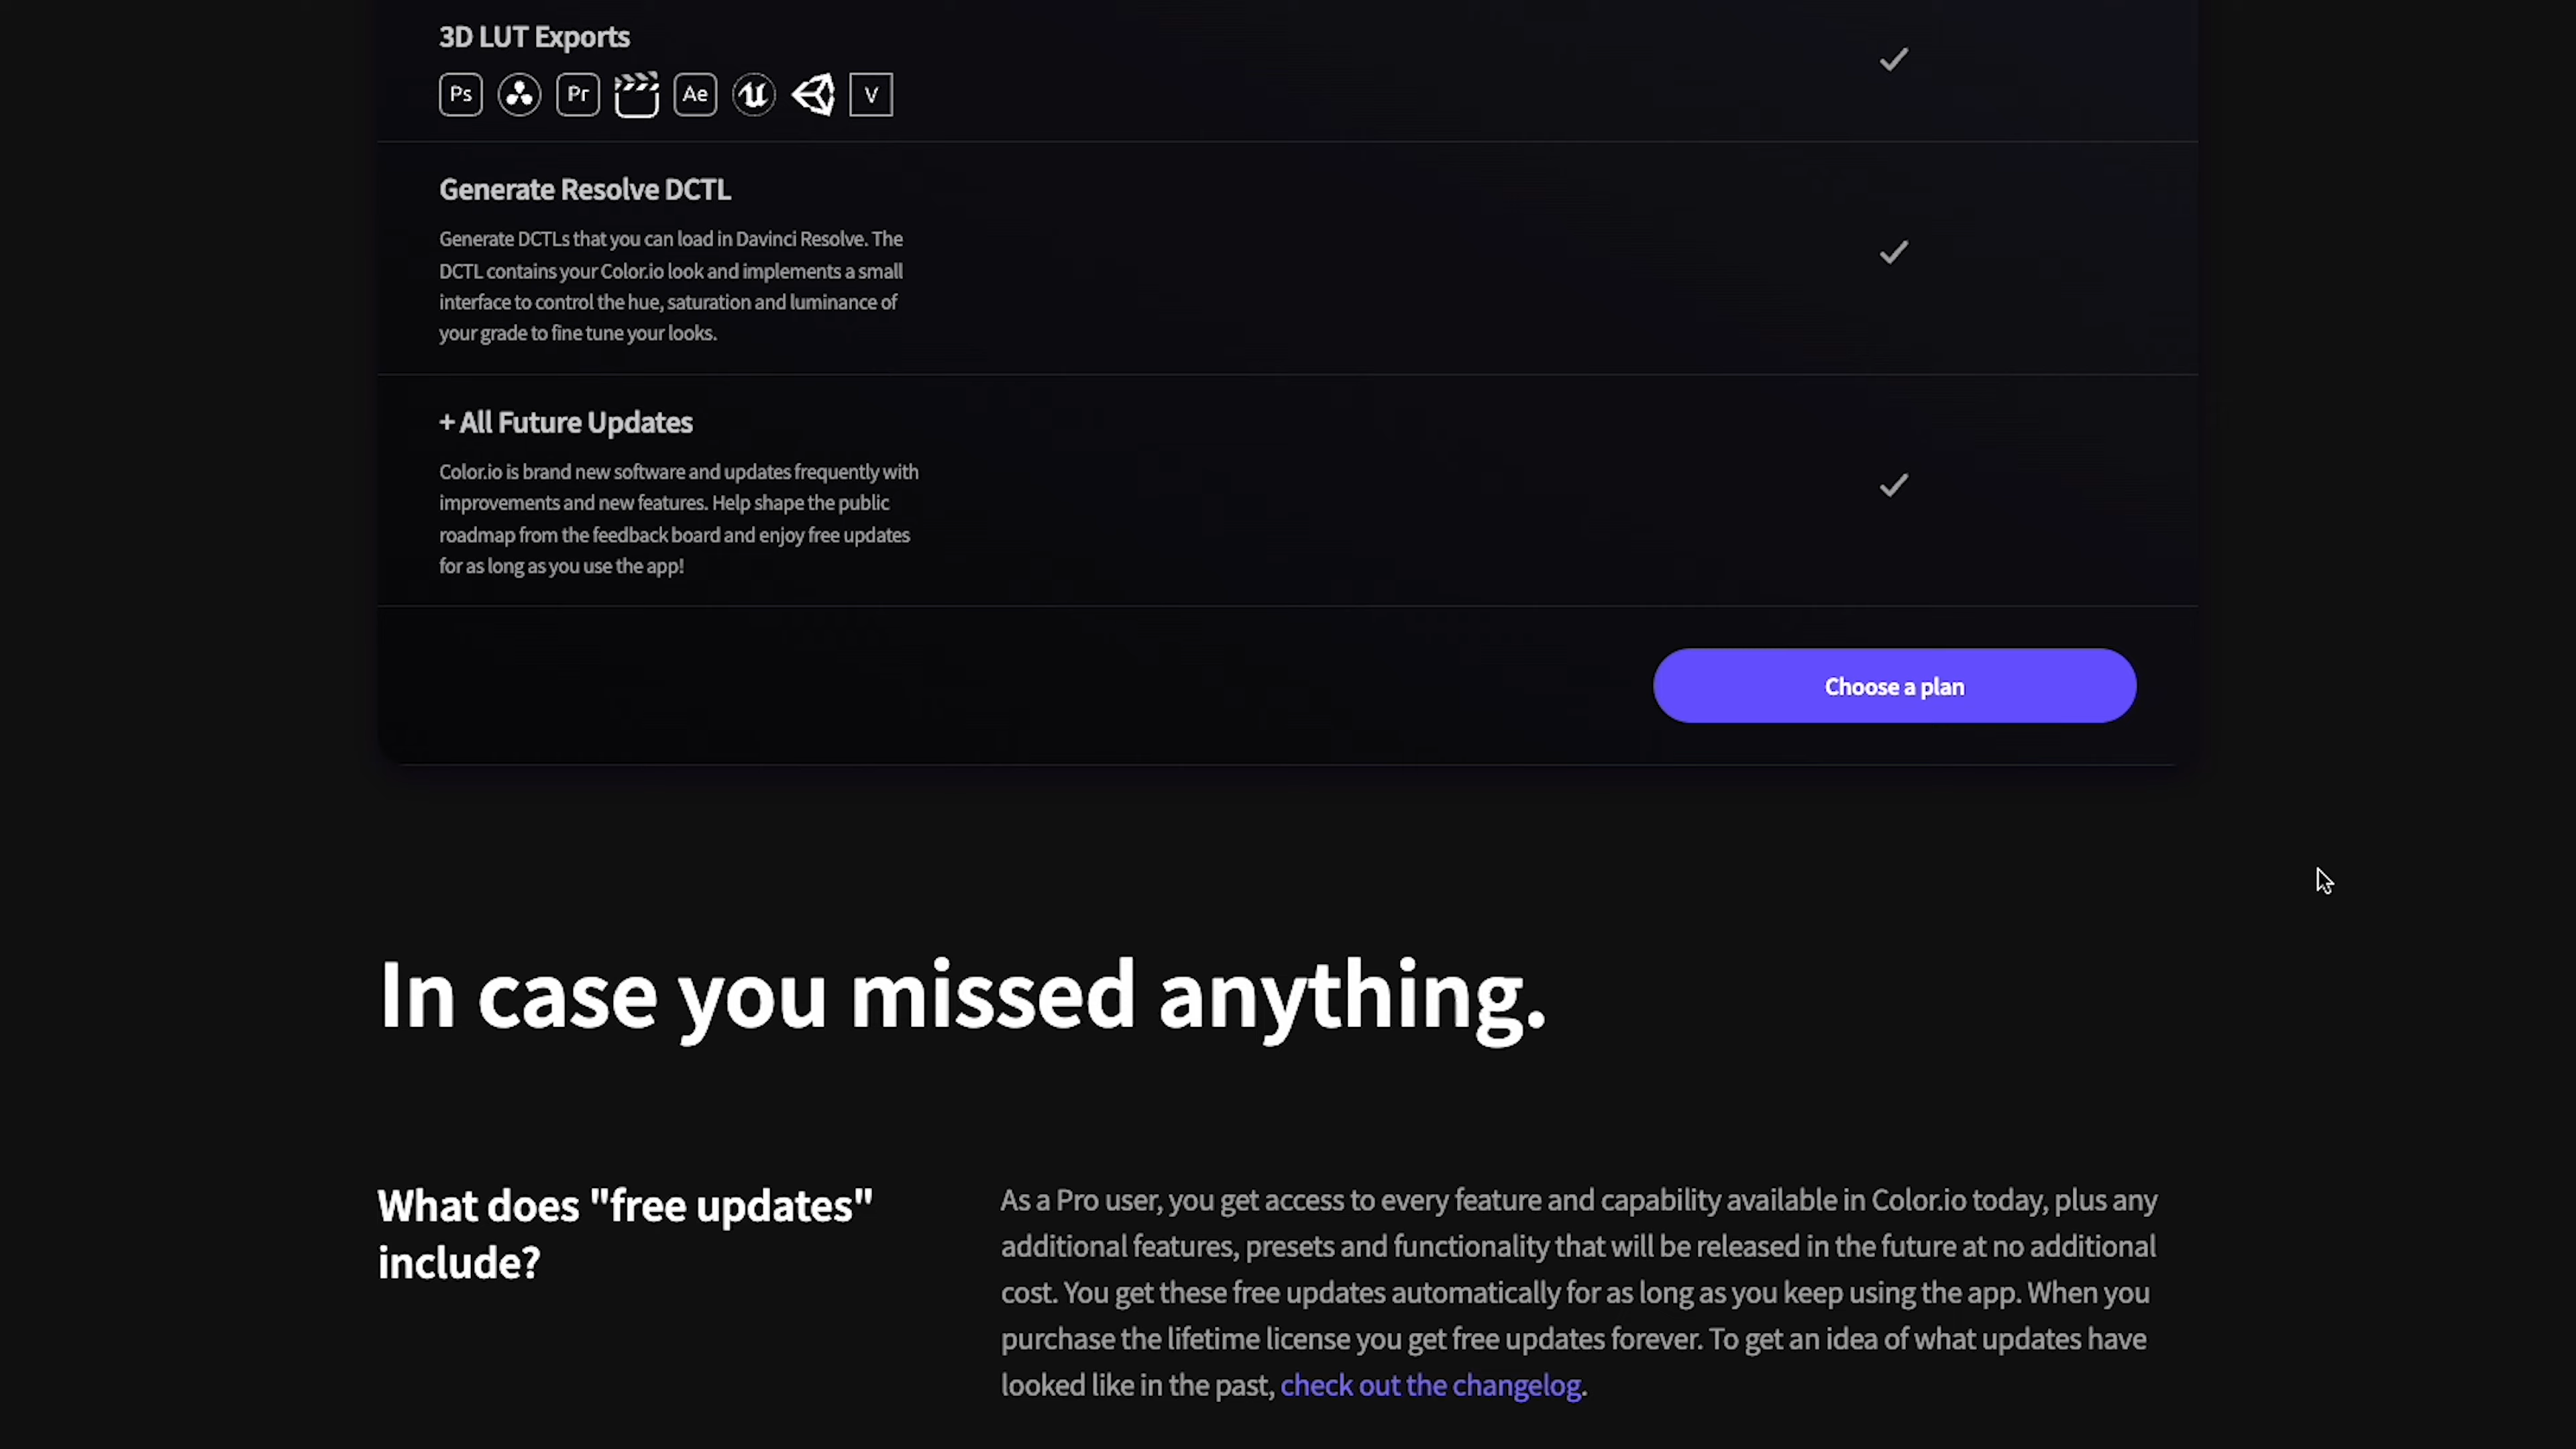 3D LUT Exports
Ps Pr Ae V
Generate Resolve DCTL
Generate DCTLs that you can load in Davinci Resolve. The
DCTL contains your Color.io look and implements a small
interface to control the hue, saturation and luminance of
your grade to fine tune your looks.
+ All Future Updates
Color.io is brand new software and updates frequently with
improvements and new features. Help shape the public
roadmap from the feedback board and enjoy free updates
for as long as you use the app!
Choose a plan
In case you missed anything.
What does "free updates"
include?
As a Pro user, you get access to every feature and capability available in Color.io today, plus any
additional features, presets and functionality that will be released in the future at no additional
cost. You get these free updates automatically for as long as you keep using the app. When you
purchase the lifetime license you get free updates forever. To get an idea of what updates have
looked like in the past, check out the changelog.